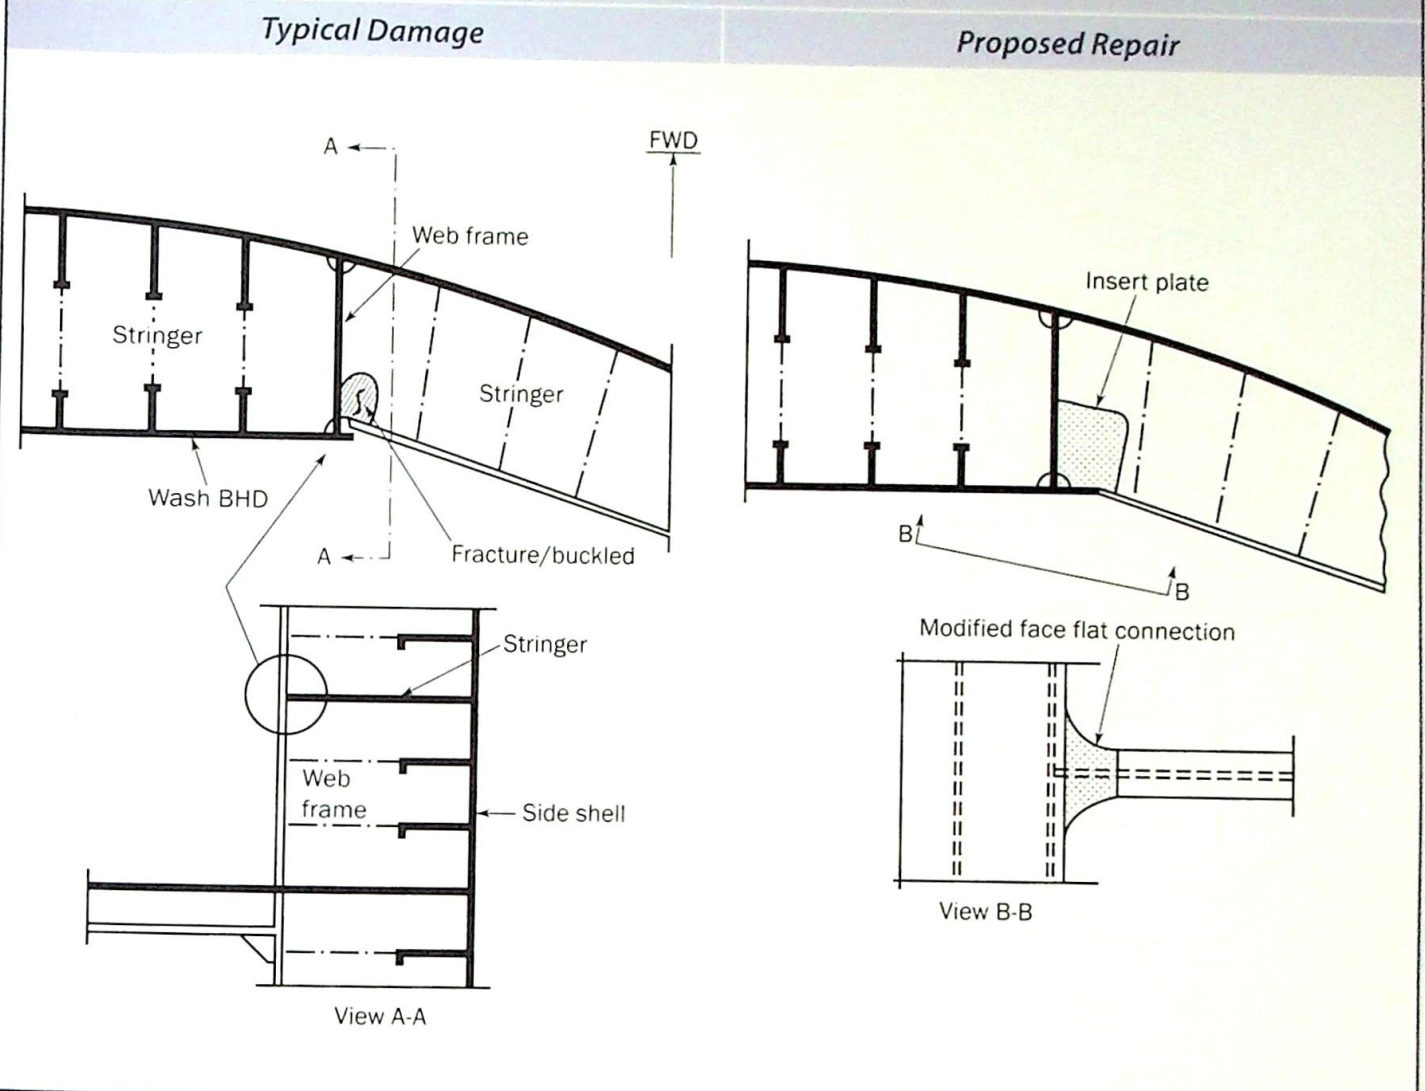 Typical Damage
Proposed Repair
A
FWD
Web frame
Stringer
Stringer
Wash BHD
A
Fracture/buckled
Insert plate
B
B
Stringer
Web
frame
Side shell
View A-A
Modified face flat connection
View B-B